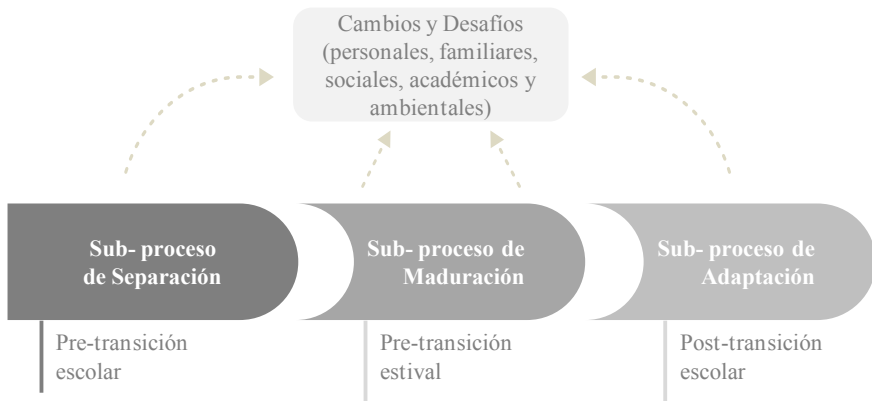 Cambios y Desafíos
(personales, familiares,
sociales, académicos y
ambientales)
Sub- proceso
de Separación
Sub- proceso de
Maduración
Sub- proceso de
Adaptación
Pre-transición
escolar
Pre-transición
estival
Post-transición
escolar